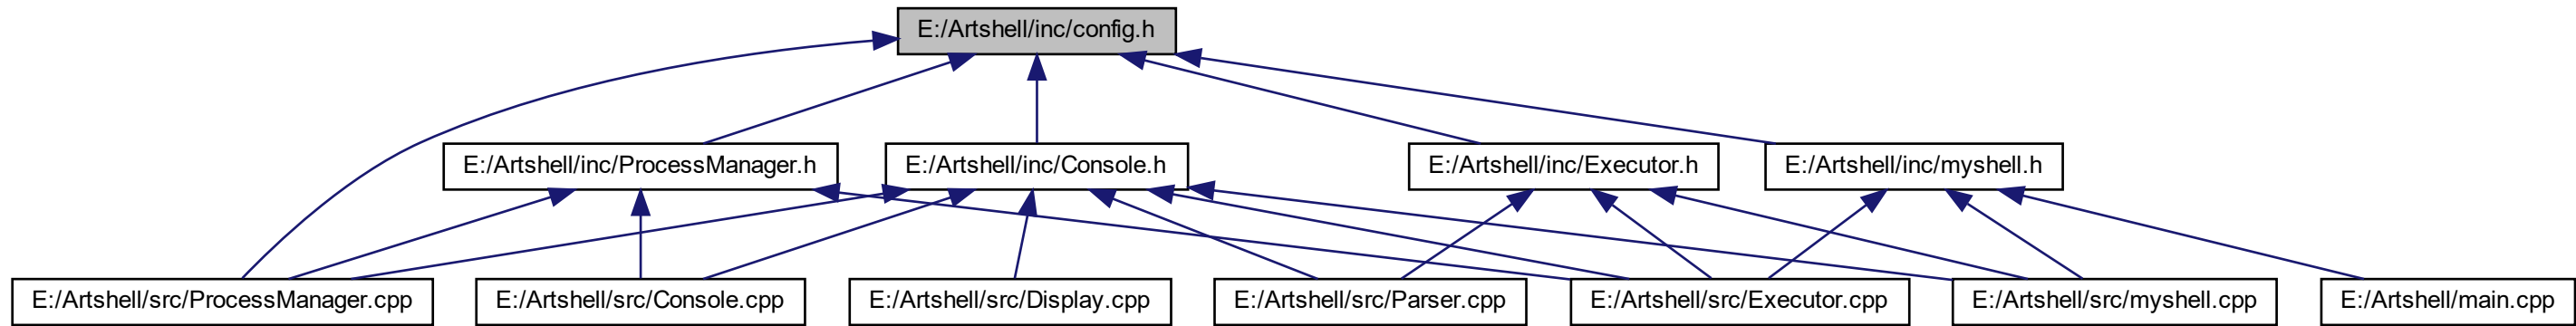 E:/Artshell/inc/config.h
E:/Artshell/inc/ProcessManager.h
E:/Artshell/inc/Console.h
E:/Artshell/inc/Executor.h
E:/Artshell/inc/myshell.h
E:/Artshell/src/ProcessManager.cpp
E:/Artshell/src/Console.cpp
E:/Artshell/src/Display.cpp
E:/Artshell/src/Parser.cpp
E:/Artshell/src/Executor.cpp
E:/Artshell/src/myshell.cpp
E:/Artshell/main.cpp